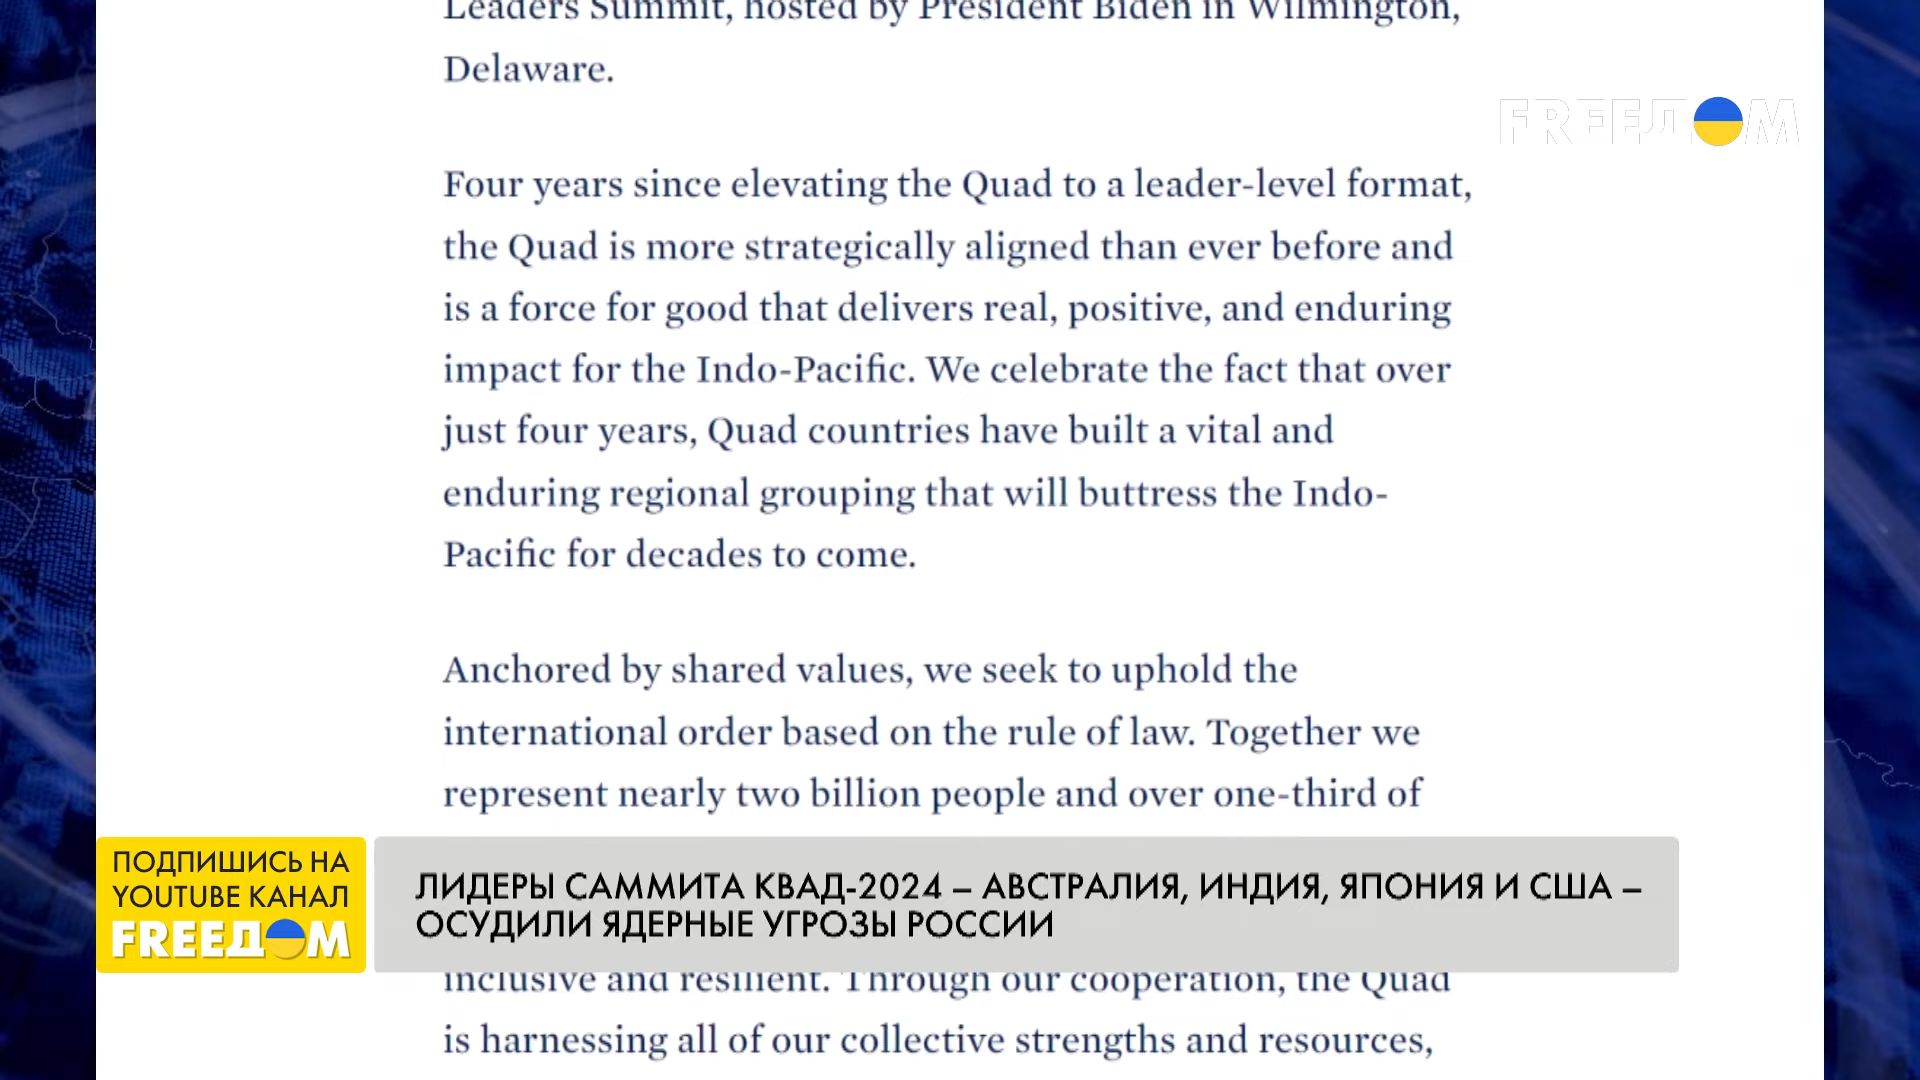 Leaders Summit, hosted by President Biden in Wilmington,
Delaware.
FREEДОМ
Four years since elevating the Quad to a leader-level format,
the Quad is more strategically aligned than ever before and
is a force for good that delivers real, positive, and enduring
impact for the Indo-Pacific. We celebrate the fact that over
just four years, Quad countries have built a vital and
enduring regional grouping that will buttress the Indo-
Pacific for decades to come.
Anchored by shared values, we seek to uphold the
international order based on the rule of law. Together we
represent nearly two billion people and over one-third of
ПОДПИШИСЬ НА
YOUTUBE КАНАЛ
FREEДОМ
ЛИДЕРЫ САММИТА КВАД-2024 – АВСТРАЛИЯ, ИНДИЯ, ЯПОНИЯ И США –
ОСУДИЛИ ЯДЕРНЫЕ УГРОЗЫ РОССИИ
inclusive and resilient. Through our cooperation, the Quad
is harnessing all of our collective strengths and resources,